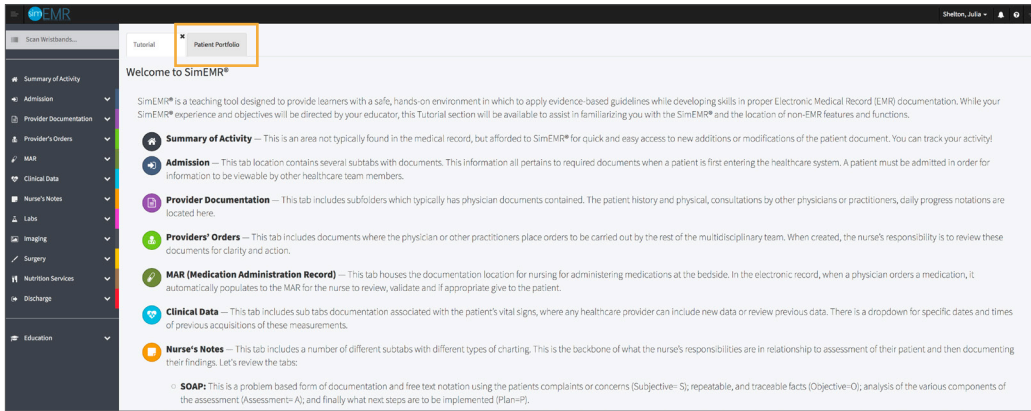 simEMR
Shelton, Julia
Scan Wristbands...
Tutorial
Patient Portfolio
Summary of Activity
Admission
Provider Documentation
Provider's Orders
MAR
Clinical Data
Nurse's Notes
Labs
Imaging
Surgery
Nutrition Services
Discharge
Education
Welcome to SimEMR®
SimEMR® is a teaching tool designed to provide learners with a safe, hands-on environment in which to apply evidence-based guidelines while developing skills in proper Electronic Medical Record (EMR) documentation. While your
SimEMR® experience and objectives will be directed by your educator, this Tutorial section will be available to assist in familiarizing you with the SimEMR® and the location of non-EMR features and functions.
Summary of Activity — This is an area not typically found in the medical record, but afforded to SimEMR® for quick and easy access to new additions or modifications of the patient document. You can track your activity!
Admission — This tab location contains several subtabs with documents. This information all pertains to required documents when a patient is first entering the healthcare system. A patient must be admitted in order for
information to be viewable by other healthcare team members.
Provider Documentation — This tab includes subfolders which typically has physician documents contained. The patient history and physical, consultations by other physicians or practitioners, daily progress notations are
located here.
Providers' Orders — This tab includes documents where the physician or other practitioners place orders to be carried out by the rest of the multidisciplinary team. When created, the nurse's responsibility is to review these
documents for clarity and action.
MAR (Medication Administration Record) — This tab houses the documentation location for nursing for administering medications at the bedside. In the electronic record, when a physician orders a medication, it
automatically populates to the MAR for the nurse to review, validate and if appropriate give to the patient.
Clinical Data — This tab includes sub tabs documentation associated with the patient's vital signs, where any healthcare provider can include new data or review previous data. There is a dropdown for specific dates and times
of previous acquisitions of these measurements.
Nurse's Notes — This tab includes a number of different subtabs with different types of charting. This is the backbone of what the nurse's responsibilities are in relationship to assessment of their patient and then documenting
their findings. Let's review the tabs:
SOAP: This is a problem based form of documentation and free text notation using the patients complaints or concerns (Subjective= S); repeatable, and traceable facts (Objective=O); analysis of the various components of
the assessment (Assessment= A); and finally what next steps are to be implemented (Plan=P).